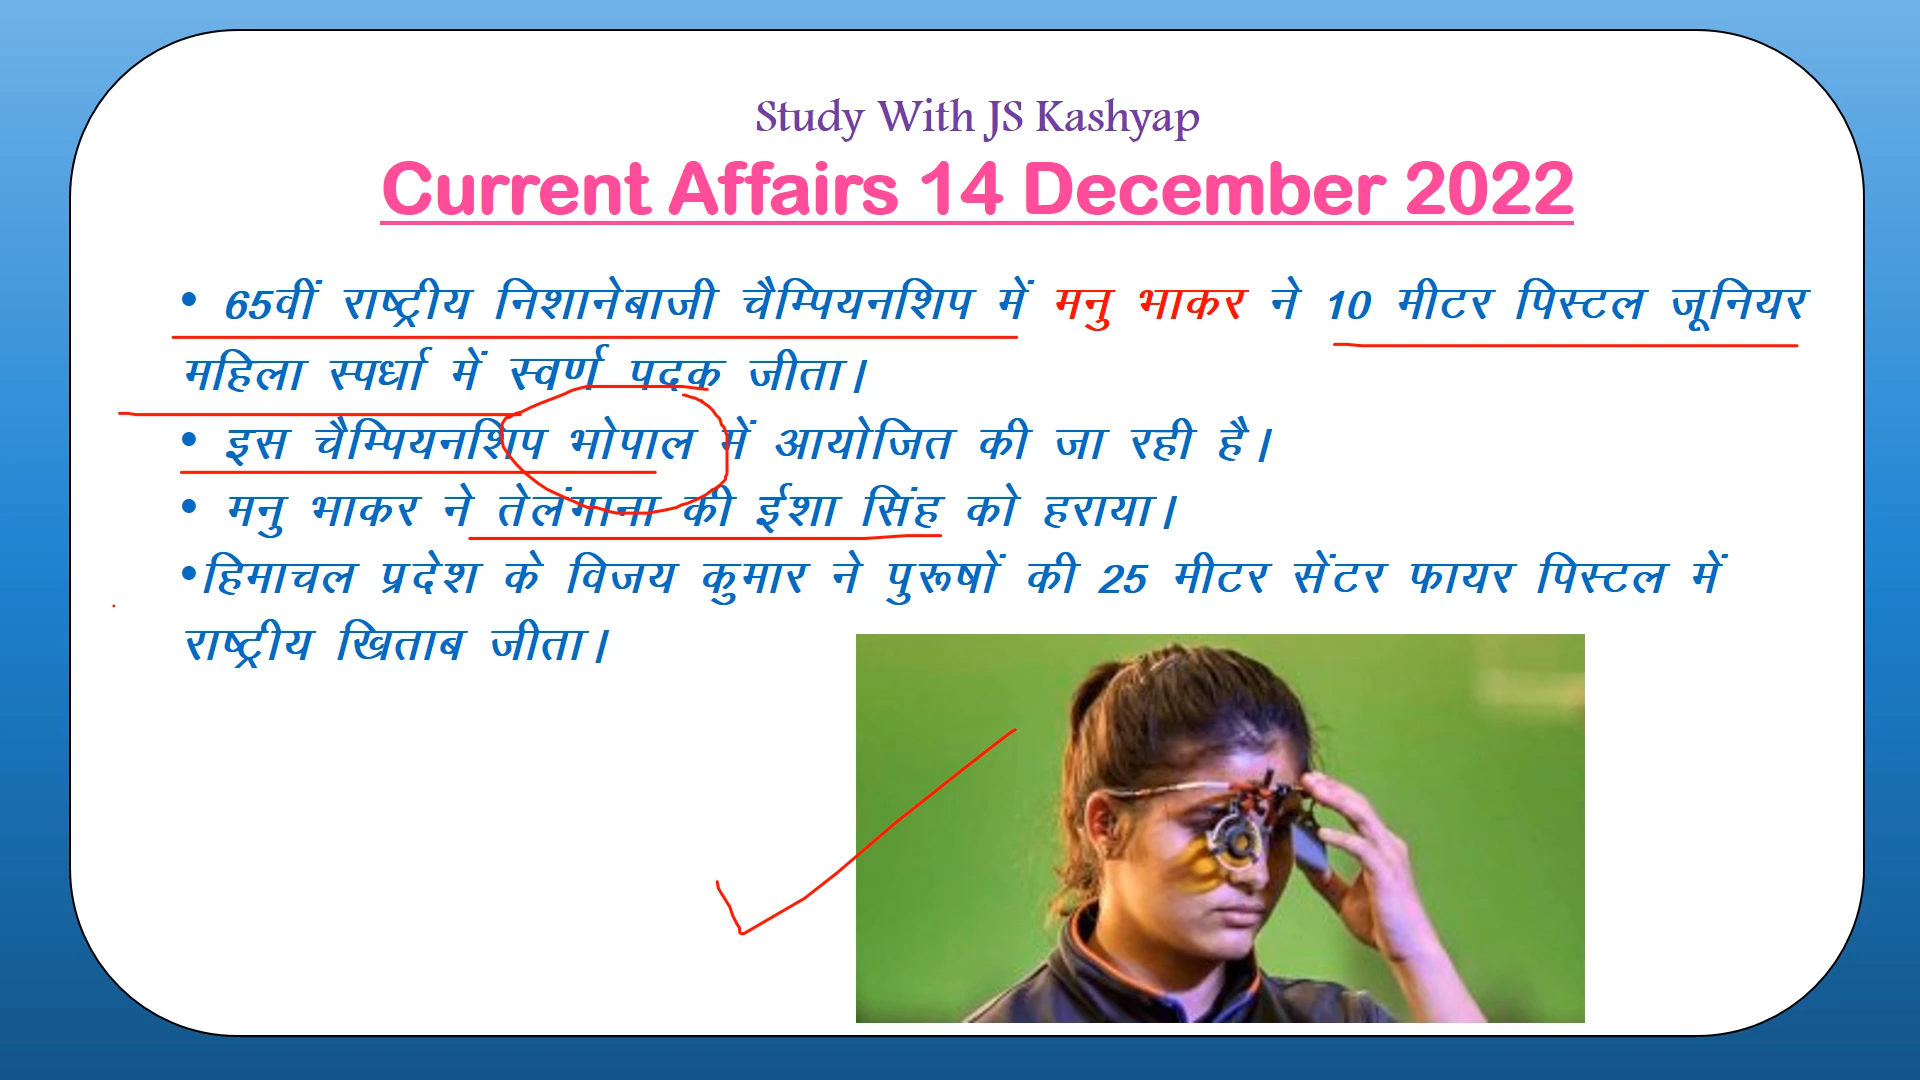 Study With JS Kashyap
Current Affairs 14 December 2022
• 65वीं राष्ट्रीय निशानेबाजी चैम्पियनशिप में मनु भाकर ने 10 मीटर पिस्टल जूनियर
महिला स्पर्धा में स्वर्ण पदक जीता।
• इस चैम्पियनशिप भोपाल में आयोजित की जा रही है।
• मनु भाकर ने तेलंगाना की ईशा सिंह को हराया।
•हिमाचल प्रदेश के विजय कुमार ने पुरूषों की 25 मीटर सेंटर फायर पिस्टल में
राष्ट्रीय खिताब जीता।